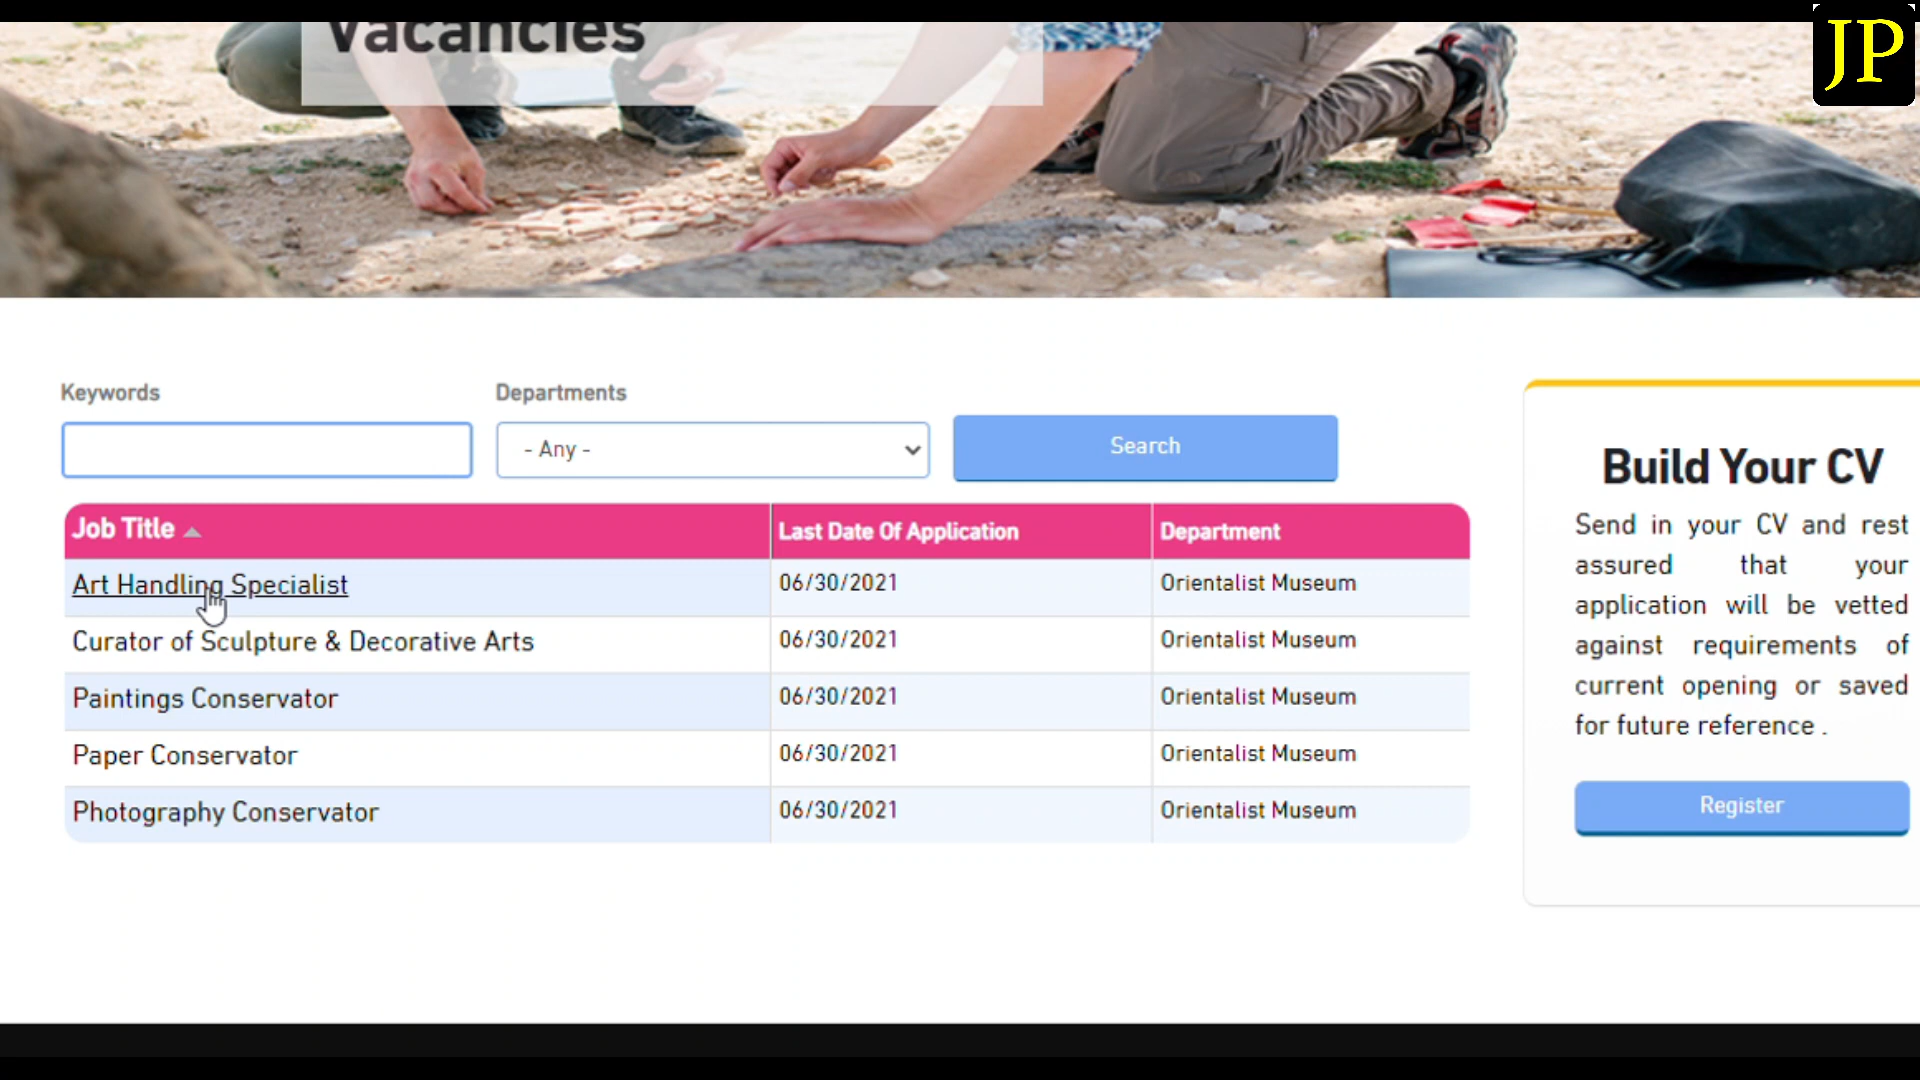 Vacancies
JP
Keywords
Departments
- Any -
Search
Job Title
Last Date Of Application
Department
Art Handling Specialist
06/30/2021
Orientalist Museum
Curator of Sculpture & Decorative Arts
06/30/2021
Orientalist Museum
Paintings Conservator
06/30/2021
Orientalist Museum
Paper Conservator
06/30/2021
Orientalist Museum
Photography Conservator
06/30/2021
Orientalist Museum
Build Your CV
Send in your CV and rest
assured that your
application will be vetted
against requirements of
current opening or saved
for future reference .
Register